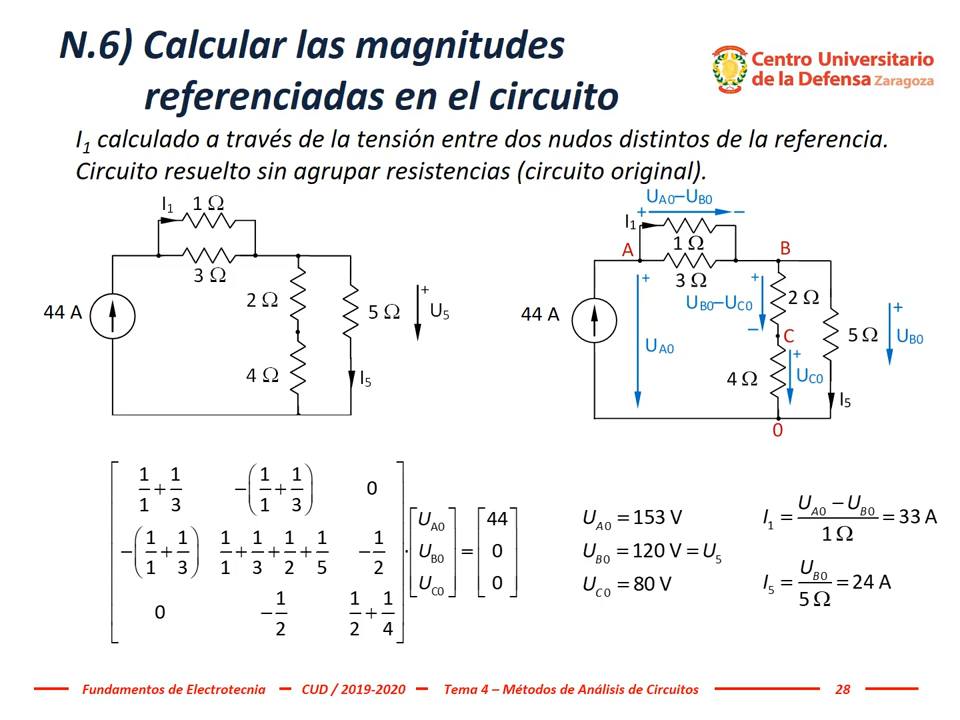 N.6) Calcular las magnitudes
referenciadas en el circuito
Centro Universitario
de la Defensa Zaragoza
I1 calculado a través de la tensión entre dos nudos distintos de la referencia.
Circuito resuelto sin agrupar resistencias (circuito original).
I1 1 Ω
3 Ω
2 Ω
44 A
5 Ω
+
U5
4 Ω
I5
UA0–UB0
+ –
I1
A
1 Ω
B
3 Ω
+ + +
UB0–UC0
2 Ω
44 A
–
C
5 Ω
UB0
UA0
+
4 Ω
UC0
I5
0
1/1 + 1/3 −(1/1 + 1/3) 0
−(1/1 + 1/3) 1/1 + 1/3 + 1/2 + 1/5 −1/2
0 −1/2 1/2 + 1/4
·
UA0
UB0
UC0
=
44
0
0
UA0 = 153 V
UB0 = 120 V = U5
UC0 = 80 V
I1 = (UA0 − UB0)/1 Ω = 33 A
I5 = UB0/5 Ω = 24 A
Fundamentos de Electrotecnia — CUD / 2019-2020 — Tema 4 – Métodos de Análisis de Circuitos — 28